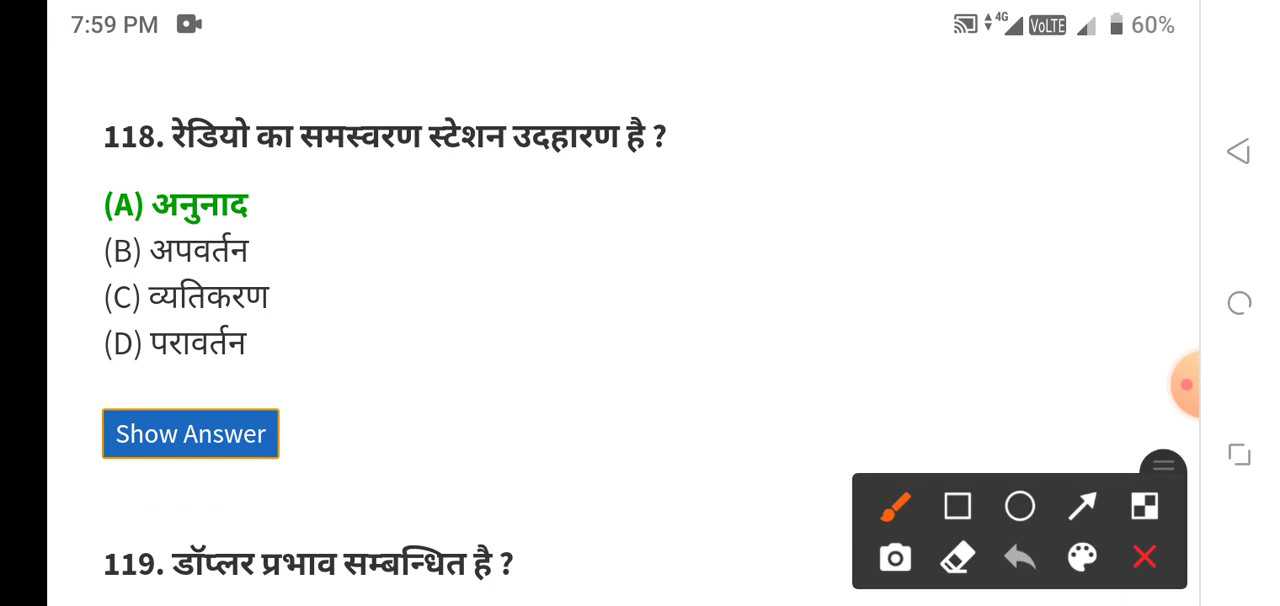 7:59 PM
4G VoLTE 60%
118. रेडियो का समस्वरण स्टेशन उदहारण है ?
(A) अनुनाद
(B) अपवर्तन
(C) व्यतिकरण
(D) परावर्तन
Show Answer
119. डॉप्लर प्रभाव सम्बन्धित है ?